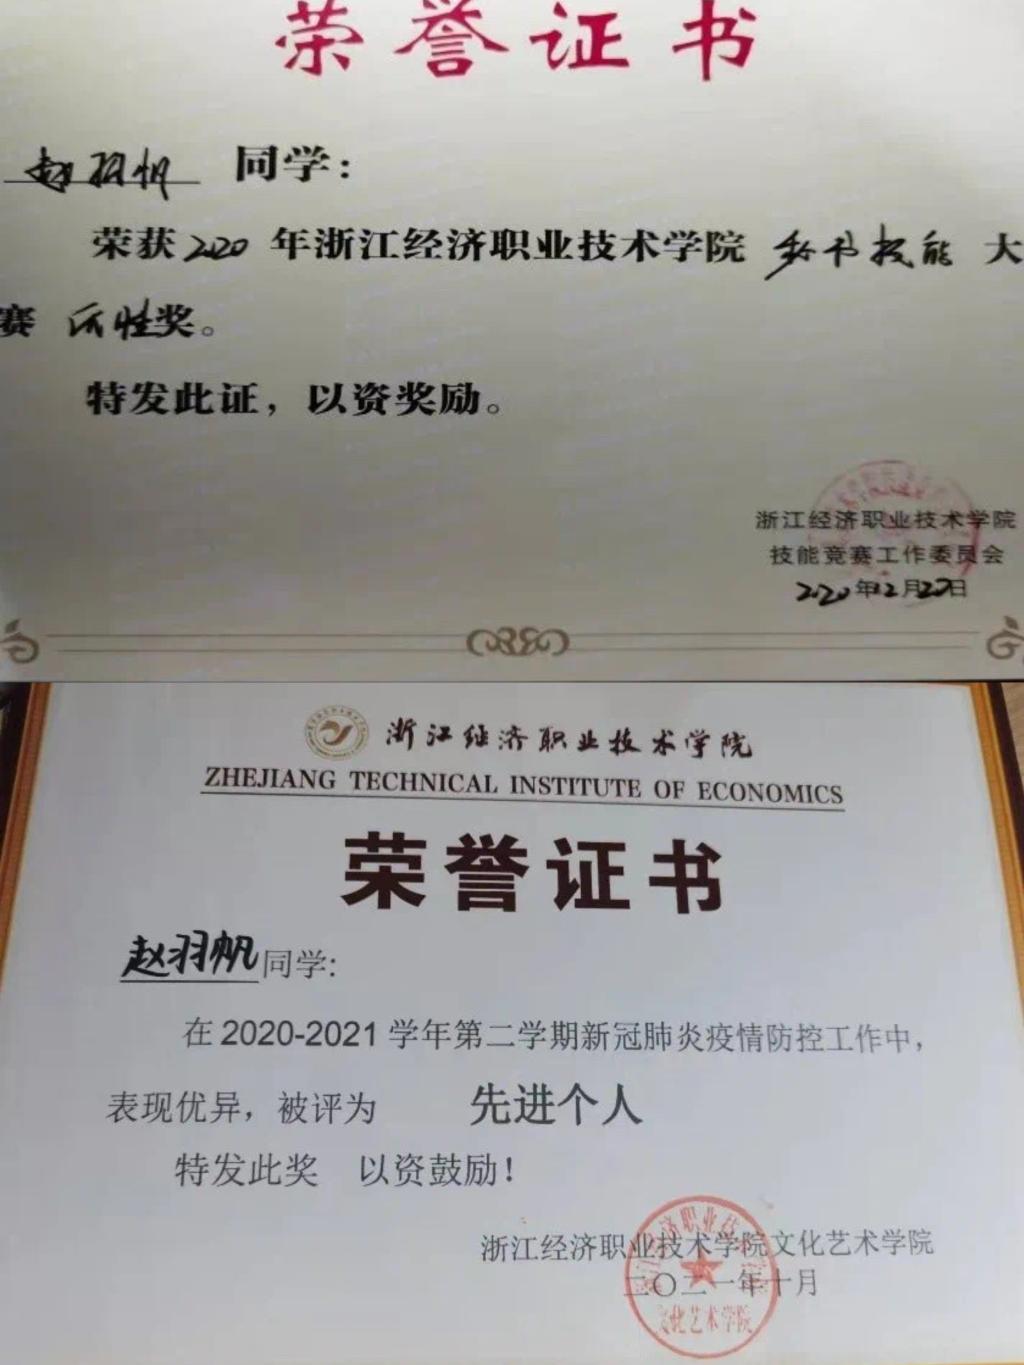 荣誉证书
赵羽帆 同学：
荣获2020 年浙江经济职业技术学院 秘书技能 大
赛 优胜奖。
特发此证，以资奖励。
浙江经济职业技术学院
技能竞赛工作委员会
2020年12月20日
浙江经济职业技术学院
ZHEJIANG TECHNICAL INSTITUTE OF ECONOMICS
荣誉证书
赵羽帆同学:
在2020-2021学年第二学期新冠肺炎疫情防控工作中，
表现优异，被评为 先进个人
特发此奖 以资鼓励！
浙江经济职业技术学院文化艺术学院
二〇二一年十月
文化艺术学院